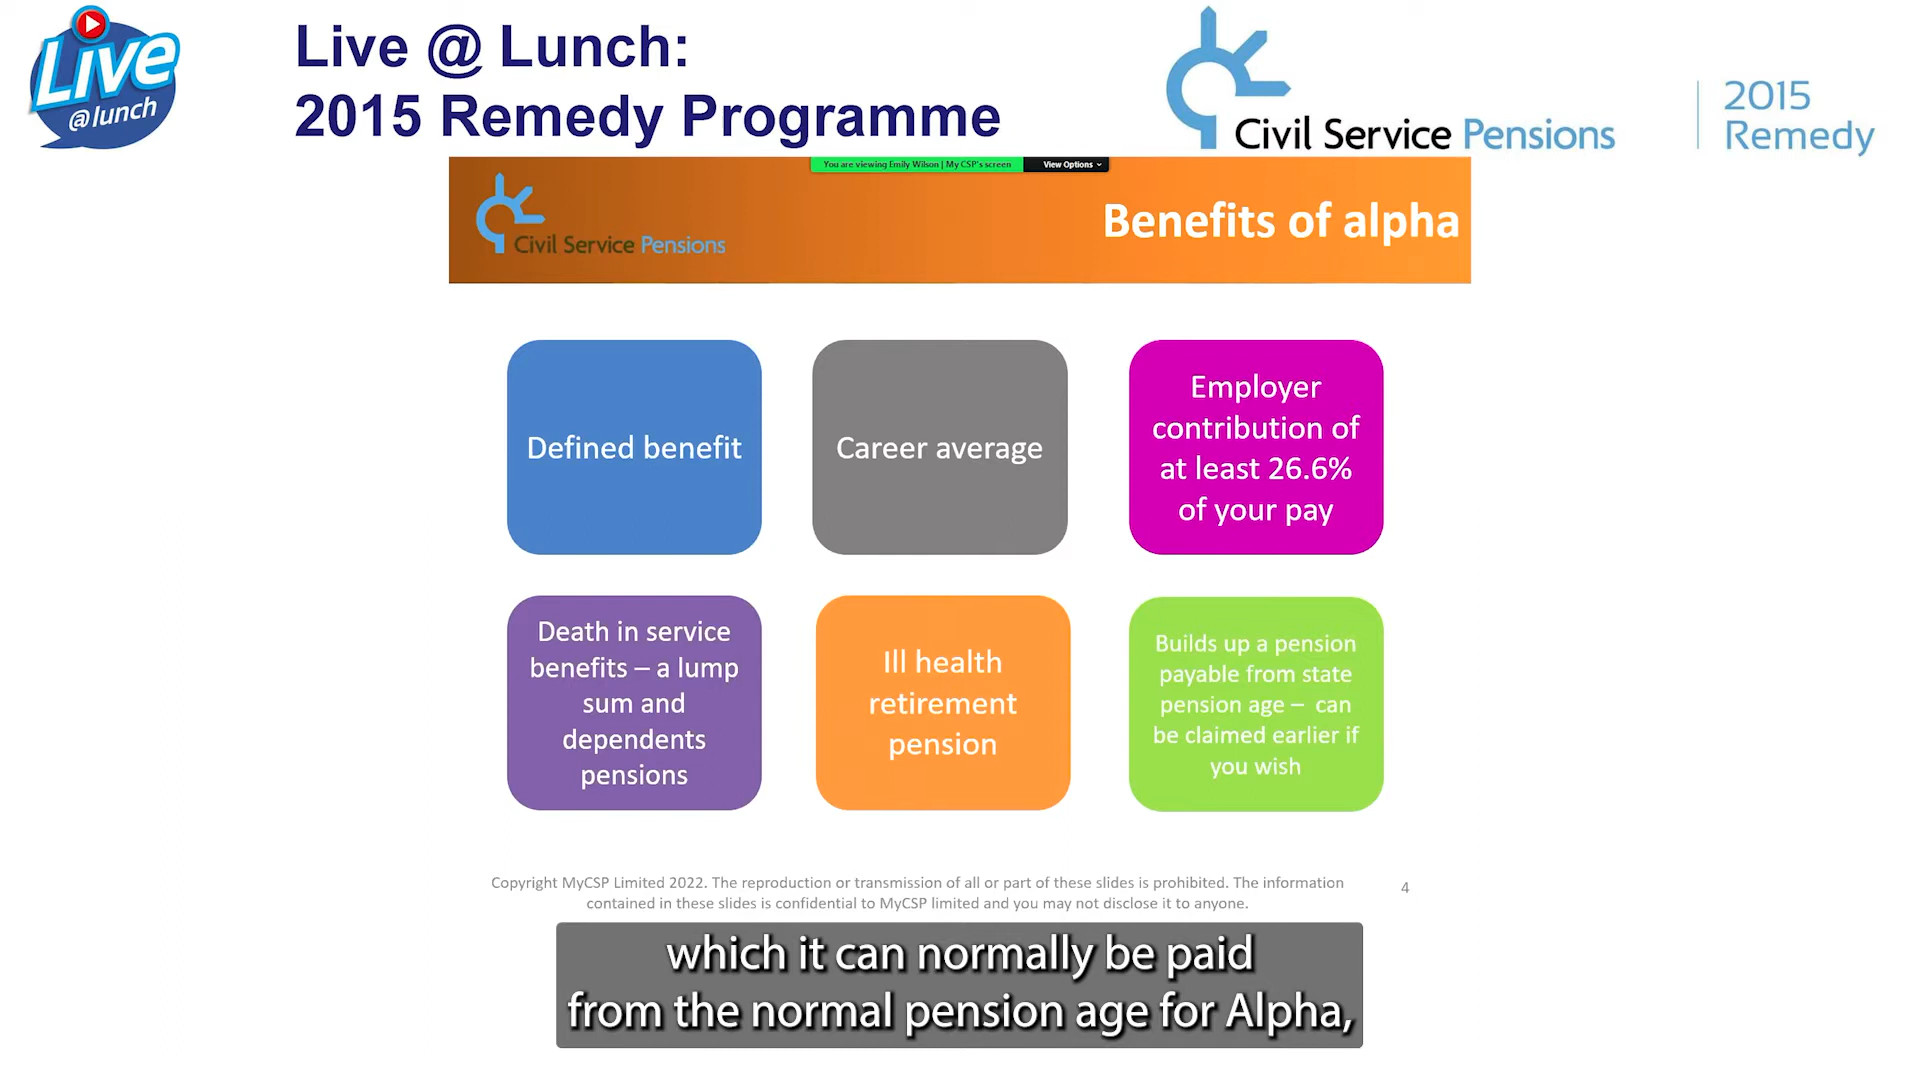 Live
@lunch
Live @ Lunch:
2015 Remedy Programme
Civil Service Pensions
2015
Remedy
You are viewing Emily Wilson | My CSP's screen
View Options
Civil Service Pensions
Benefits of alpha
Defined benefit
Career average
Employer
contribution of
at least 26.6%
of your pay
Death in service
benefits – a lump
sum and
dependents
pensions
Ill health
retirement
pension
Builds up a pension
payable from state
pension age – can
be claimed earlier if
you wish
Copyright MyCSP Limited 2022. The reproduction or transmission of all or part of these slides is prohibited. The information
contained in these slides is confidential to MyCSP limited and you may not disclose it to anyone.
4
which it can normally be paid
from the normal pension age for Alpha,